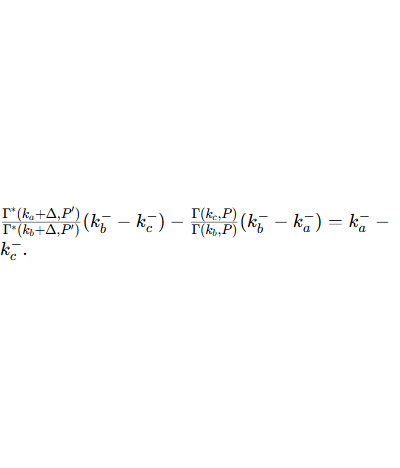 $\frac{\Gamma^*(k_a+\Delta,P')}{\Gamma^*(k_b+\Delta,P')}(k_b^- - k_c^-) - \frac{\Gamma(k_c,P)}{\Gamma(k_b,P)}(k_b^- - k_a^-) = k_a^- -$
$k_c^-.$